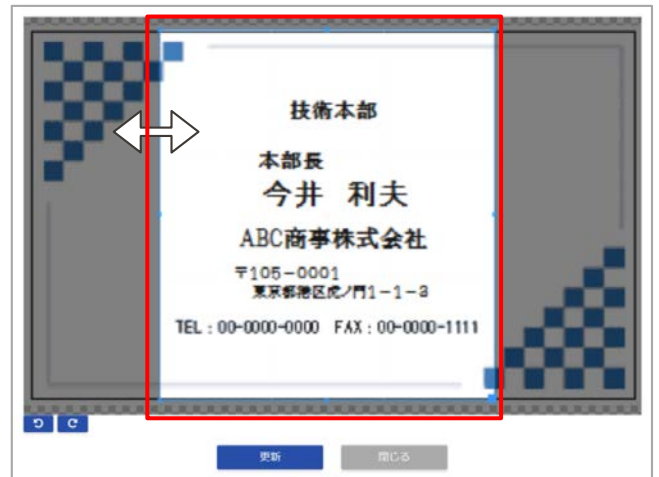 技術本部
本部長
今井 利夫
ABC商事株式会社
〒105-0001
東京都港区虎ノ門1-1-3
TEL：00-0000-0000 FAX：00-0000-1111
更新
閉じる